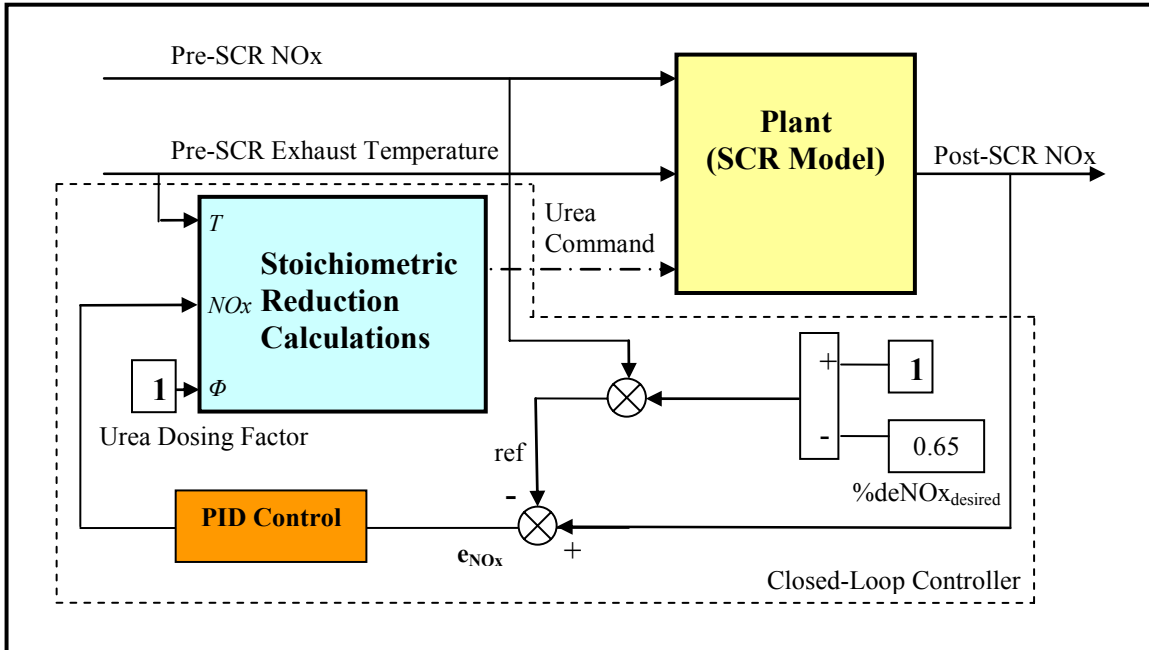 Pre-SCR NOx
Plant
(SCR Model)
Pre-SCR Exhaust Temperature
Post-SCR NOx
Urea
Command
T
Stoichiometric
Reduction
Calculations
NOx
1
Φ
Urea Dosing Factor
+
1
-
0.65
%deNOxdesired
ref
-
PID Control
eNOx
+
Closed-Loop Controller